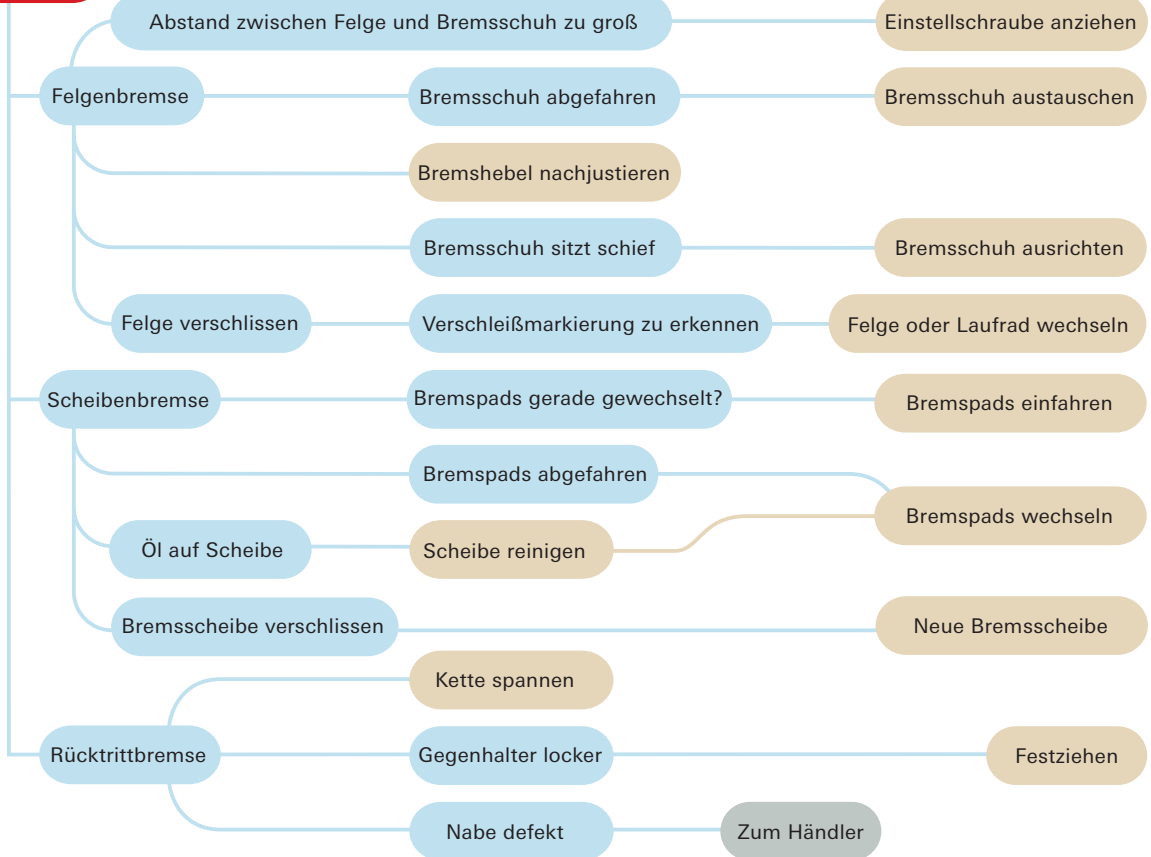 Abstand zwischen Felge und Bremsschuh zu groß
Einstellschraube anziehen
Felgenbremse
Bremsschuh abgefahren
Bremsschuh austauschen
Bremshebel nachjustieren
Bremsschuh sitzt schief
Bremsschuh ausrichten
Felge verschlissen
Verschleißmarkierung zu erkennen
Felge oder Laufrad wechseln
Scheibenbremse
Bremspads gerade gewechselt?
Bremspads einfahren
Bremspads abgefahren
Bremspads wechseln
Öl auf Scheibe
Scheibe reinigen
Bremsscheibe verschlissen
Neue Bremsscheibe
Kette spannen
Rücktrittbremse
Gegenhalter locker
Festziehen
Nabe defekt
Zum Händler